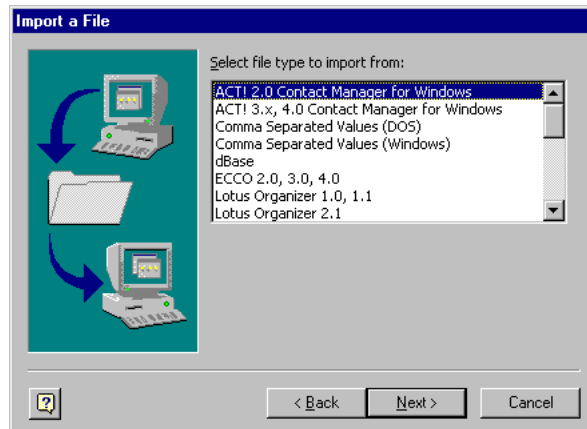 Import a File
Select file type to import from:
ACT! 2.0 Contact Manager for Windows
ACT! 3.x, 4.0 Contact Manager for Windows
Comma Separated Values (DOS)
Comma Separated Values (Windows)
dBase
ECCO 2.0, 3.0, 4.0
Lotus Organizer 1.0, 1.1
Lotus Organizer 2.1
?
< Back
Next >
Cancel